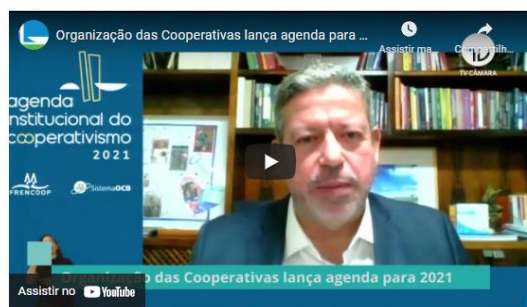 Organização das Cooperativas lança agenda para ...
Assistir ma...
Compartilh...
TV CÂMARA
agenda
institucional do
cooperativismo
2021
FRENCOOP
SistemaOCB
Organização das Cooperativas lança agenda para 2021
Assistir no YouTube